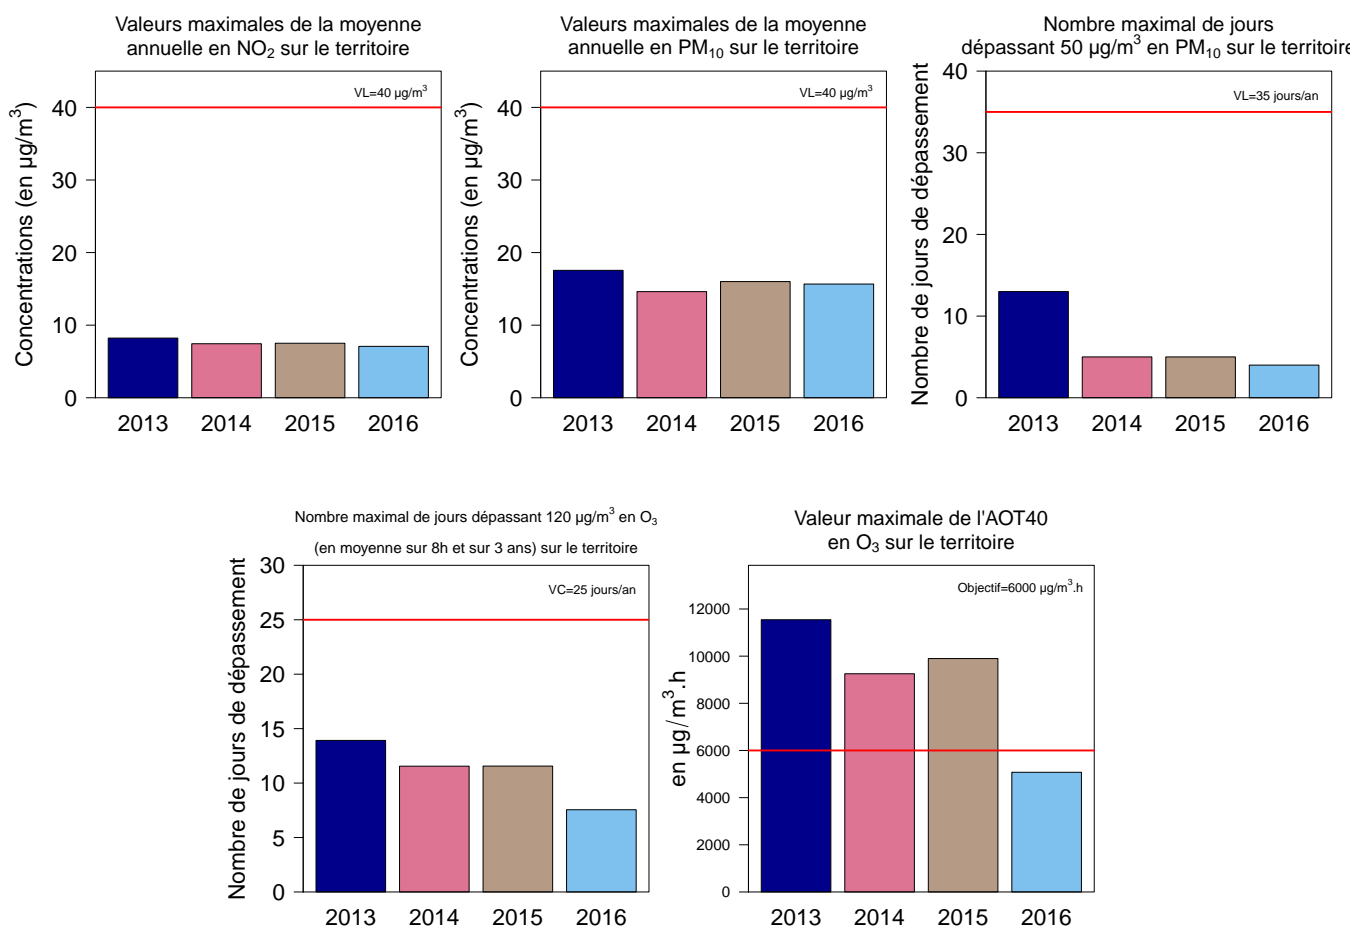 Valeurs maximales de la moyenne
annuelle en NO₂ sur le territoire
Concentrations (en µg/m³)
VL=40 µg/m³
40
30
20
10
0
2013 2014 2015 2016
Valeurs maximales de la moyenne
annuelle en PM₁₀ sur le territoire
Concentrations (en µg/m³)
VL=40 µg/m³
40
30
20
10
0
2013 2014 2015 2016
Nombre maximal de jours
dépassant 50 µg/m³ en PM₁₀ sur le territoire
Nombre de jours de dépassement
VL=35 jours/an
40
30
20
10
0
2013 2014 2015 2016
Nombre maximal de jours dépassant 120 µg/m³ en O₃
(en moyenne sur 8h et sur 3 ans) sur le territoire
Nombre de jours de dépassement
VC=25 jours/an
30
25
20
15
10
5
0
2013 2014 2015 2016
Valeur maximale de l'AOT40
en O₃ sur le territoire
en µg/m³.h
Objectif=6000 µg/m³.h
12000
10000
8000
6000
4000
2000
0
2013 2014 2015 2016